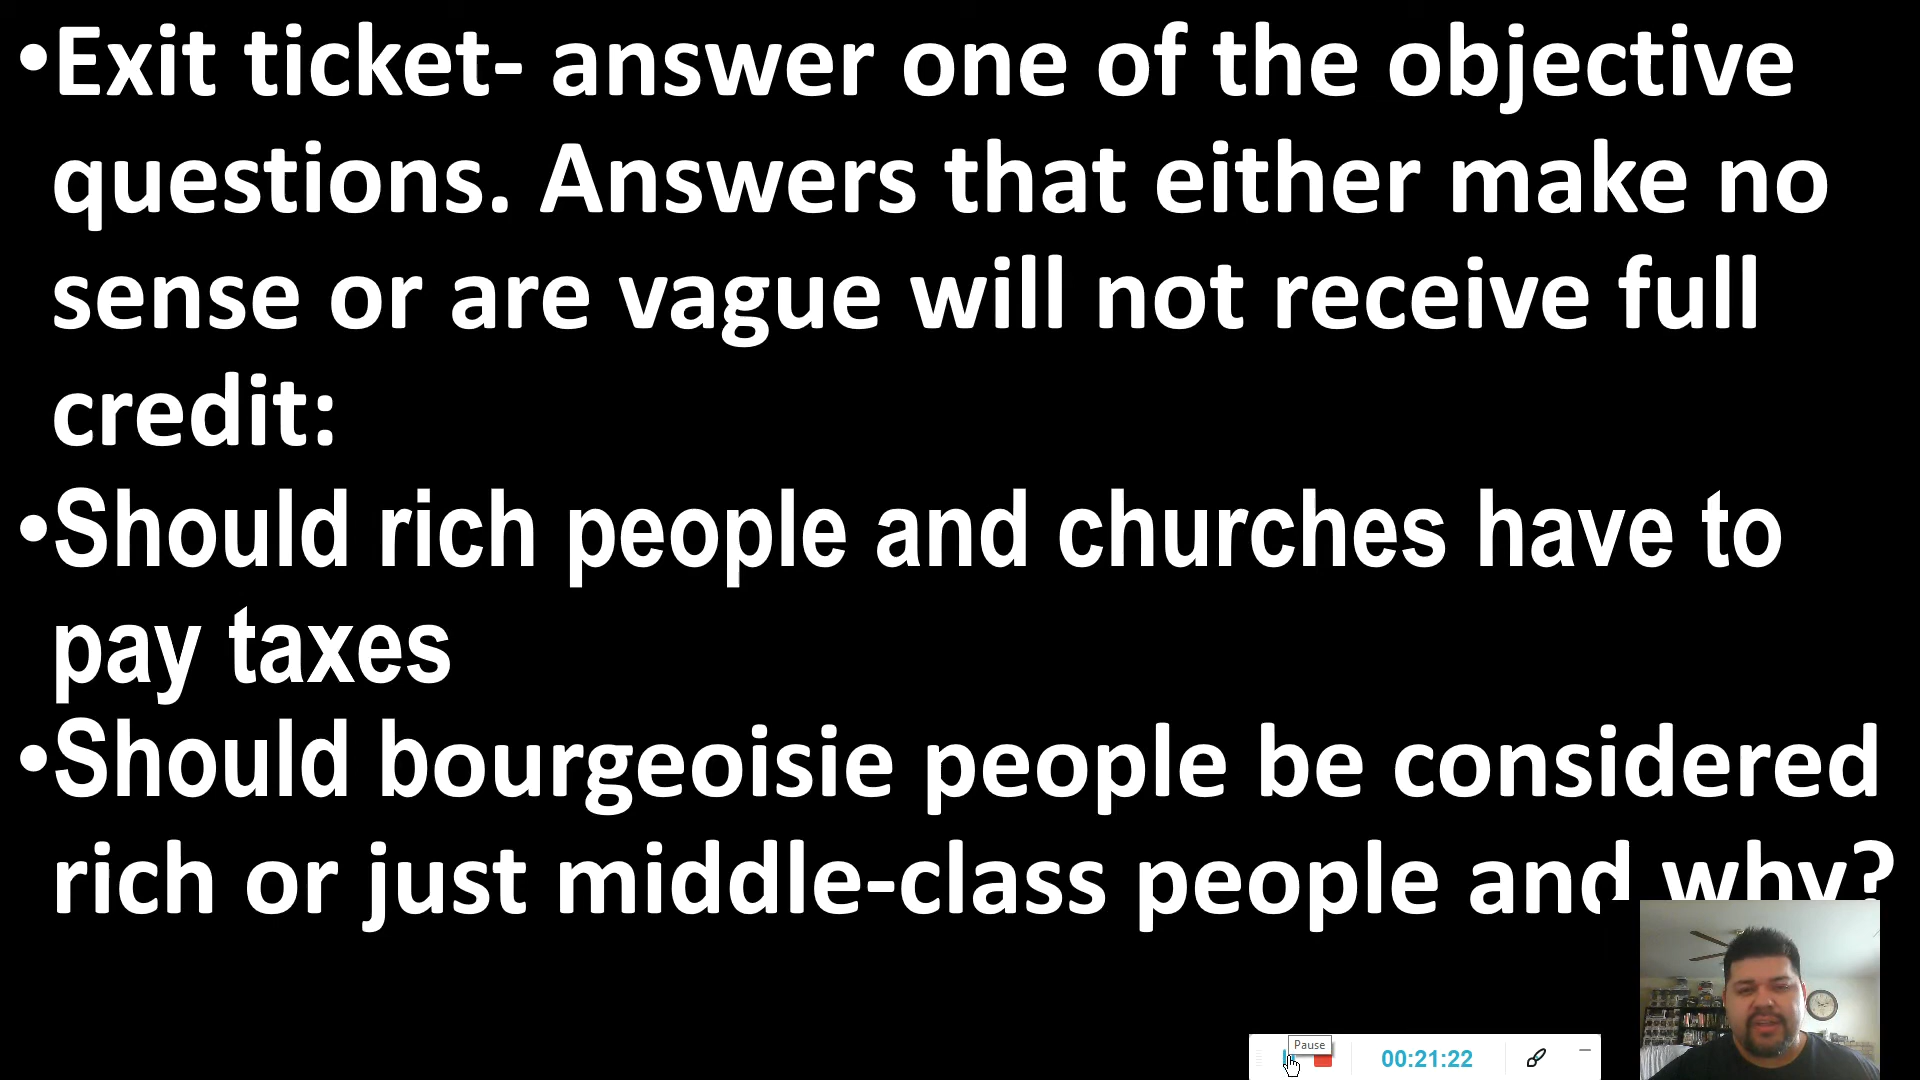 •Exit ticket- answer one of the objective
questions. Answers that either make no
sense or are vague will not receive full
credit:
•Should rich people and churches have to
pay taxes
•Should bourgeoisie people be considered
rich or just middle-class people and why?
Pause
00:21:22